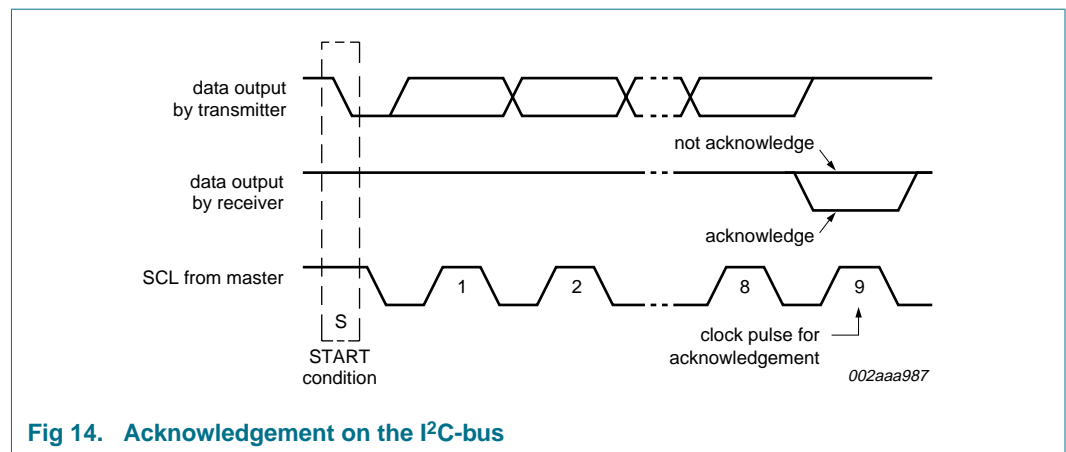 data output
by transmitter
not acknowledge
data output
by receiver
acknowledge
SCL from master
1
2
8
9
S
START
condition
clock pulse for
acknowledgement
002aaa987
Fig 14. Acknowledgement on the I²C-bus